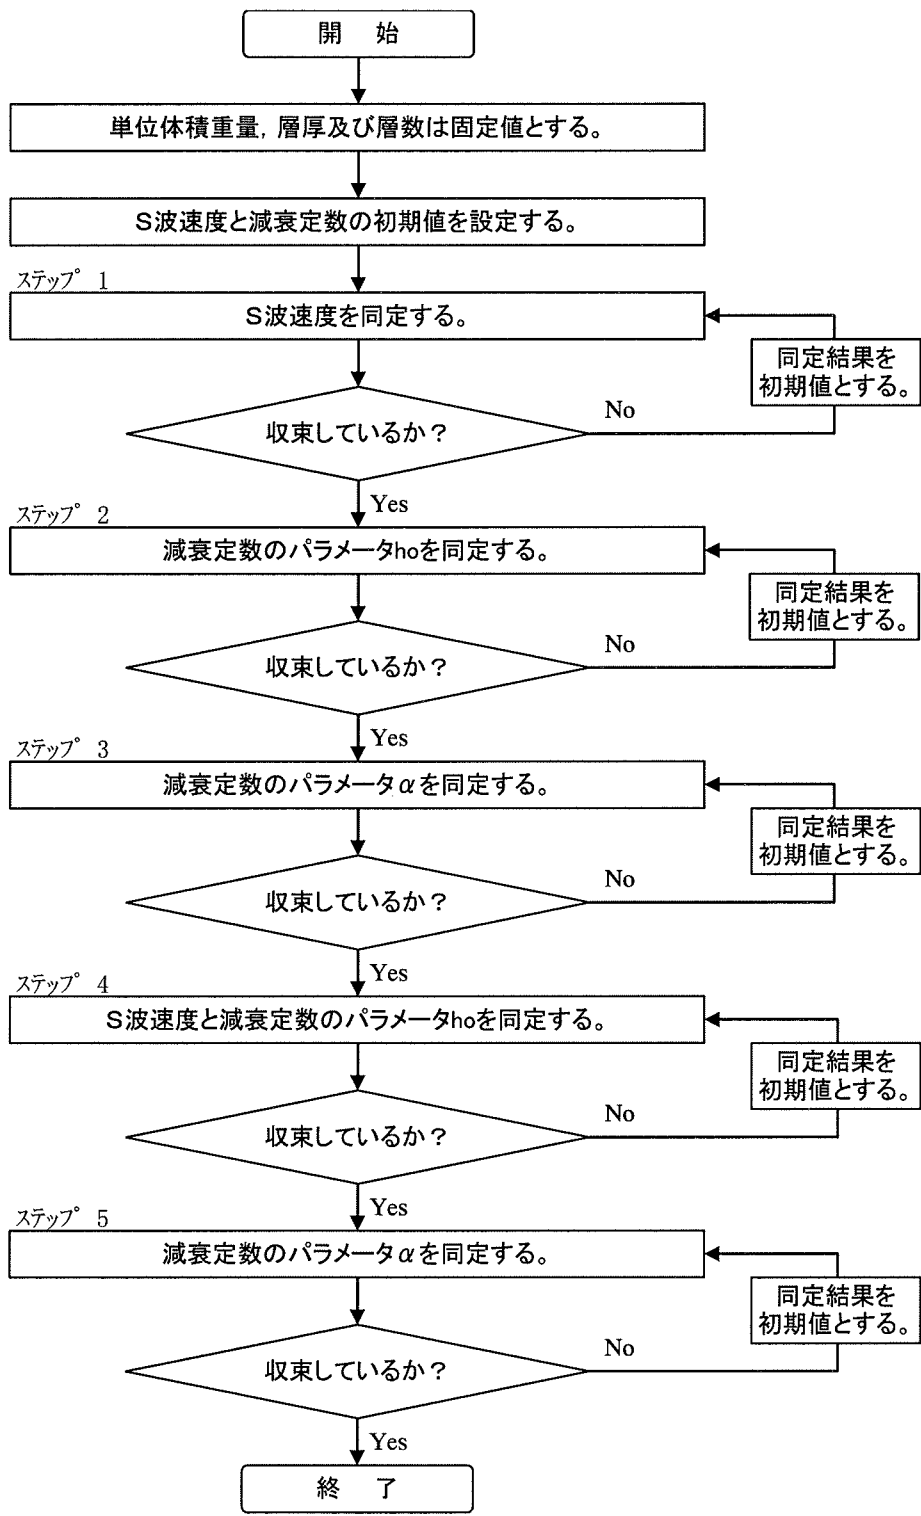 開 始
単位体積重量，層厚及び層数は固定値とする。
S波速度と減衰定数の初期値を設定する。
ステップ 1
S波速度を同定する。
同定結果を
初期値とする。
収束しているか？
No
Yes
ステップ 2
減衰定数のパラメータhoを同定する。
同定結果を
初期値とする。
収束しているか？
No
Yes
ステップ 3
減衰定数のパラメータαを同定する。
同定結果を
初期値とする。
収束しているか？
No
Yes
ステップ 4
S波速度と減衰定数のパラメータhoを同定する。
同定結果を
初期値とする。
収束しているか？
No
Yes
ステップ 5
減衰定数のパラメータαを同定する。
同定結果を
初期値とする。
収束しているか？
No
Yes
終 了